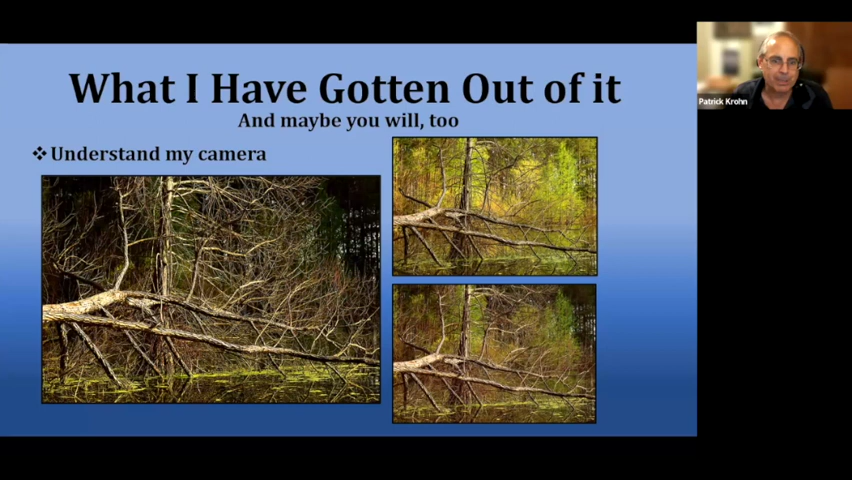 What I Have Gotten Out of it
And maybe you will, too
❖Understand my camera
Patrick Krohn